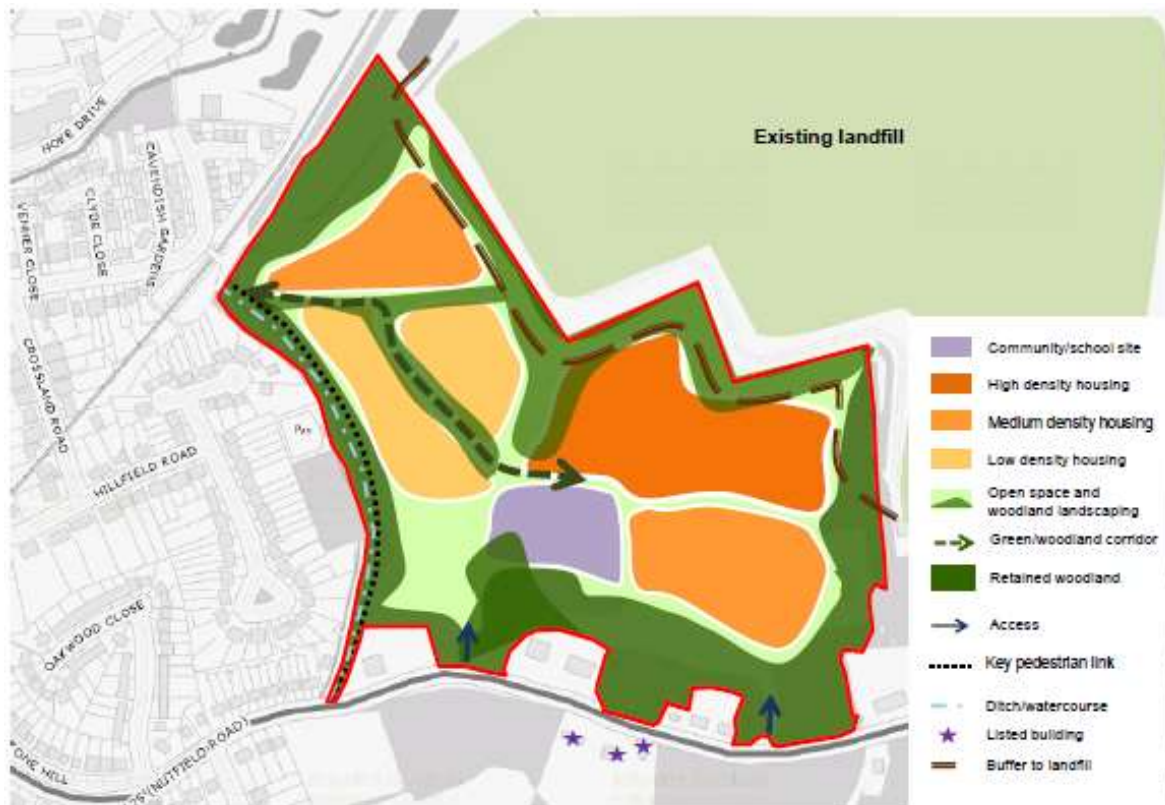 Existing landfill
HOPE DRIVE
CAVENDISH GARDENS
CLYDE CLOSE
VENNER CLOSE
CROSSLAND ROAD
HILLFIELD ROAD
OAKWOOD CLOSE
(NUTFIELD ROAD)
HILL
Community/school site
High density housing
Medium density housing
Low density housing
Open space and
woodland landscaping
Green/woodland corridor
Retained woodland
Access
Key pedestrian link
Ditch/watercourse
Listed building
Buffer to landfill